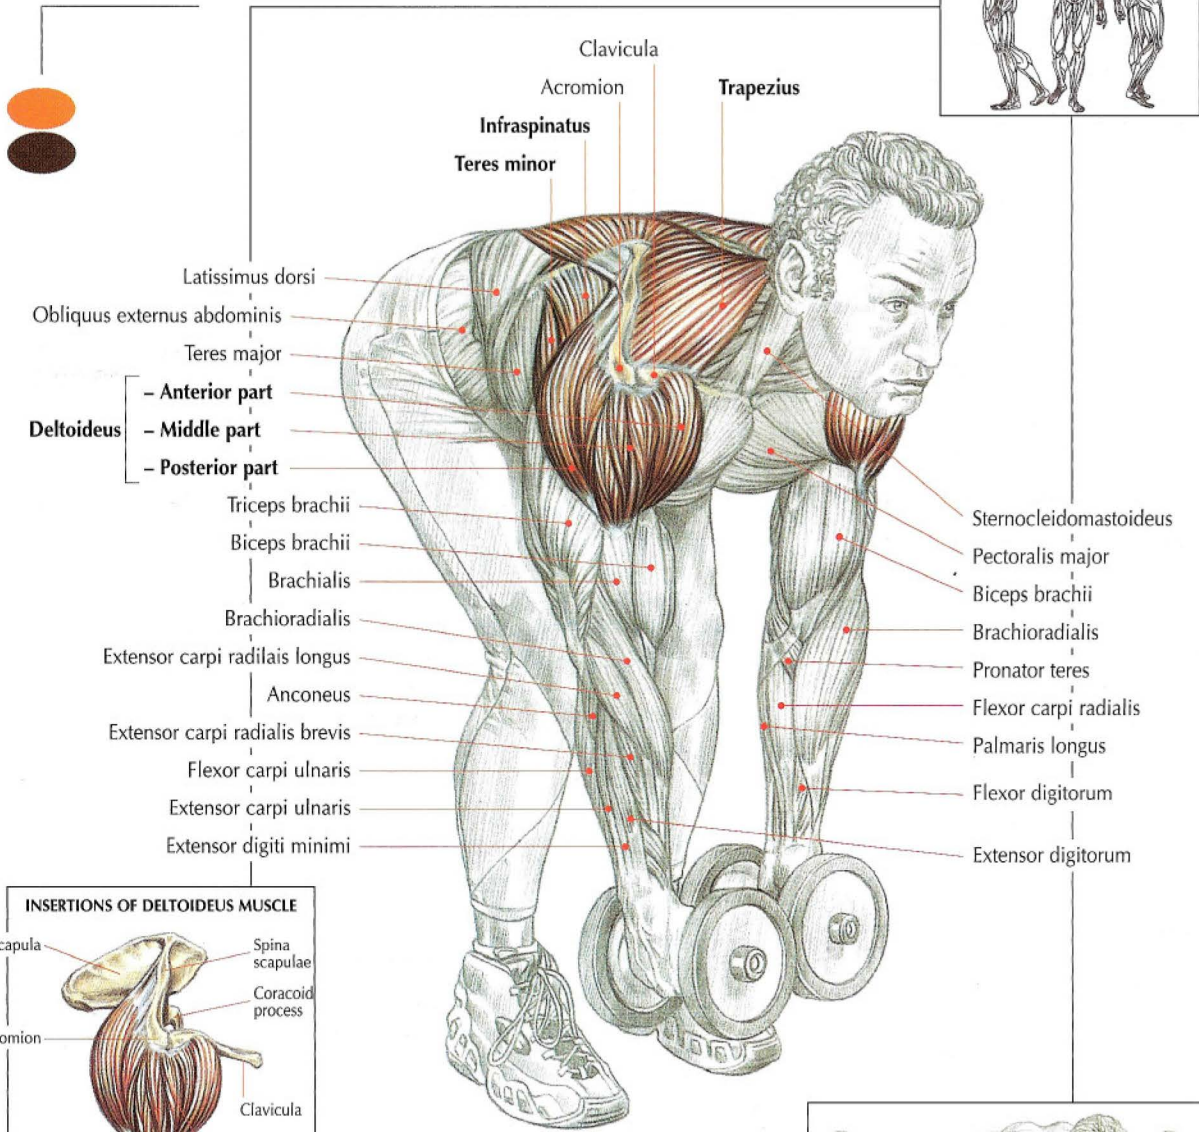 Clavicula
Acromion
Trapezius
Infraspinatus
Teres minor
Latissimus dorsi
Obliquus externus abdominis
Teres major
Deltoideus
– Anterior part
– Middle part
– Posterior part
Triceps brachii
Biceps brachii
Brachialis
Brachioradialis
Extensor carpi radilais longus
Anconeus
Extensor carpi radialis brevis
Flexor carpi ulnaris
Extensor carpi ulnaris
Extensor digiti minimi
Sternocleidomastoideus
Pectoralis major
Biceps brachii
Brachioradialis
Pronator teres
Flexor carpi radialis
Palmaris longus
Flexor digitorum
Extensor digitorum
INSERTIONS OF DELTOIDEUS MUSCLE
capula
Spina
scapulae
Coracoid
process
omion
Clavicula